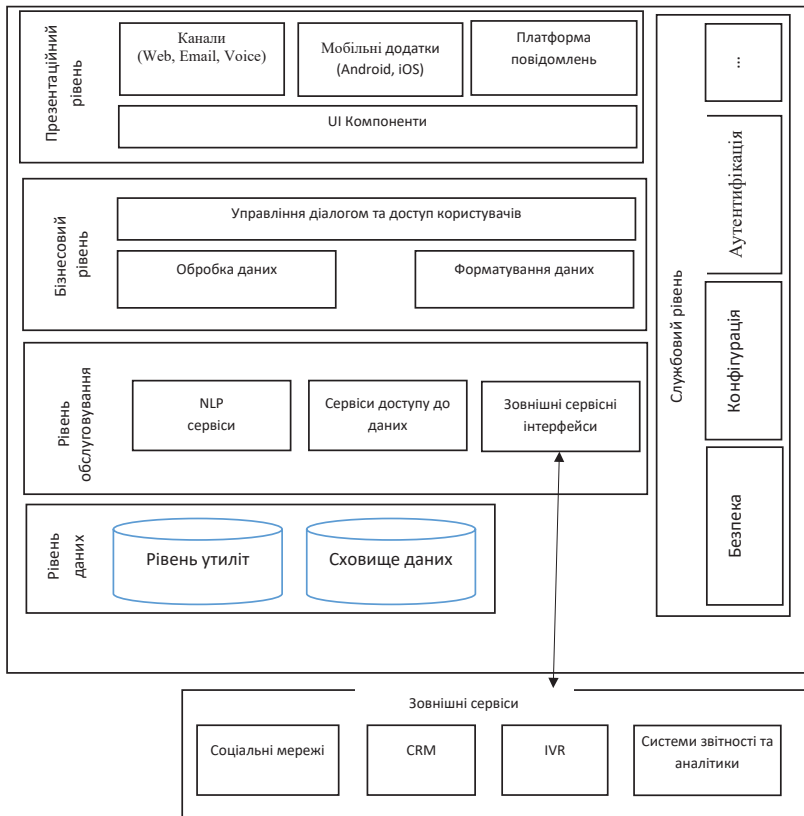 Презентаційний
рівень
Канали
(Web, Email, Voice)
Мобільні додатки
(Android, iOS)
Платформа
повідомлень
UI Компоненти
Бізнесовий
рівень
Управління діалогом та доступ користувачів
Обробка даних
Форматування даних
Рівень
обслуговування
NLP
сервіси
Сервіси доступу до
даних
Зовнішні сервісні
інтерфейси
Рівень
даних
Рівень утиліт
Сховище даних
Службовий рівень
...
Аутентифікація
Конфігурація
Безпека
Зовнішні сервіси
Соціальні мережі
CRM
IVR
Системи звітності та
аналітики